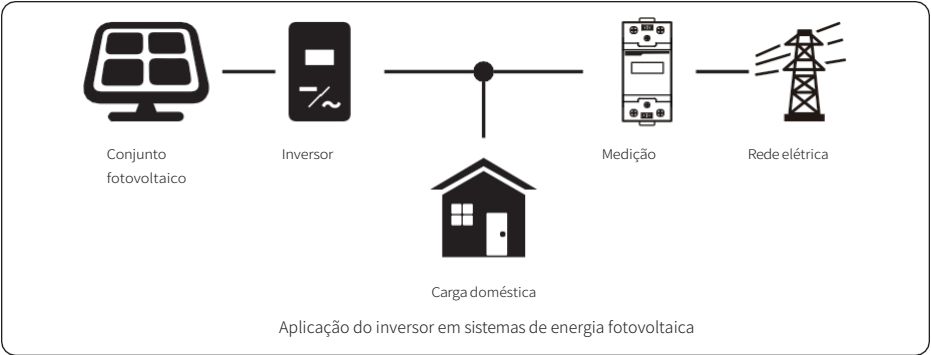 Conjunto
fotovoltaico
Inversor
Medição
Rede elétrica
Carga doméstica
Aplicação do inversor em sistemas de energia fotovoltaica